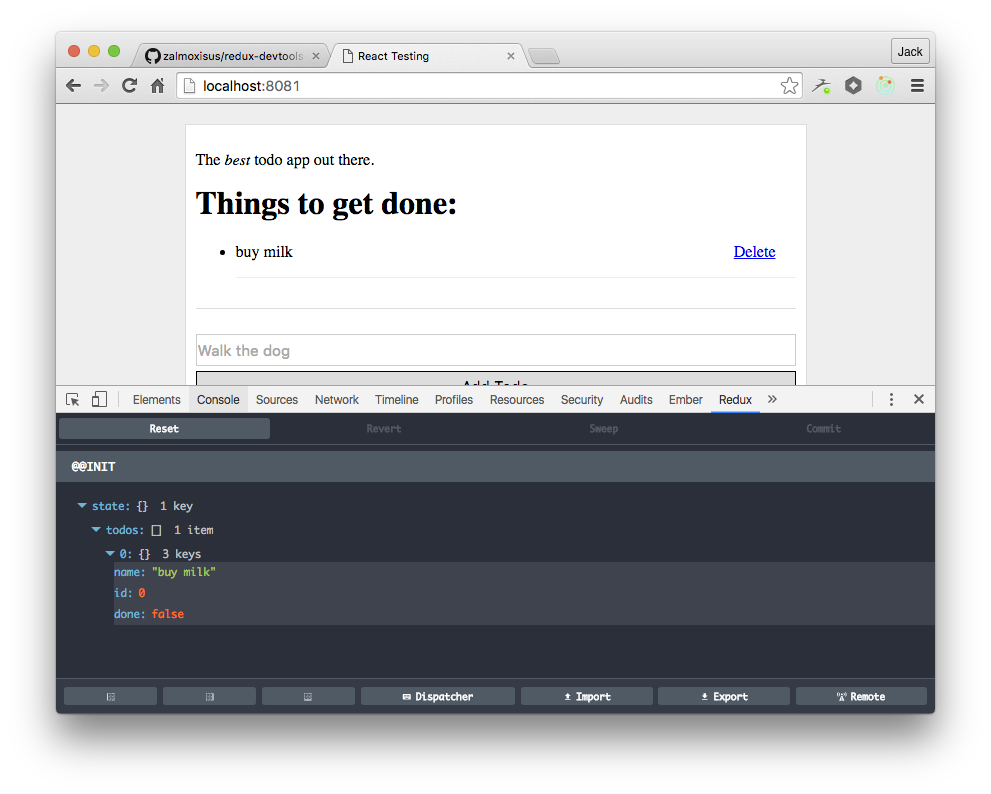 zalmoxisus/redux-devtools
React Testing
Jack
localhost:8081
The best todo app out there.
Things to get done:
buy milk Delete
Walk the dog
Add Todo
Elements Console Sources Network Timeline Profiles Resources Security Audits Ember Redux »
Reset Revert Sweep Commit
@@INIT
state: {} 1 key
todos: [] 1 item
0: {} 3 keys
name: "buy milk"
id: 0
done: false
Dispatcher Import Export Remote